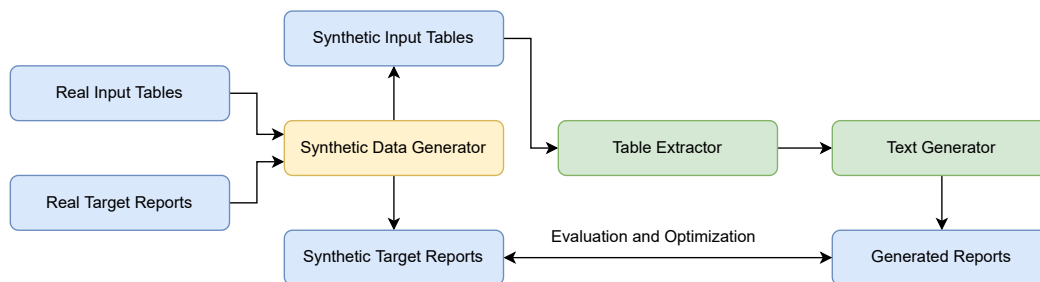 Synthetic Input Tables
Real Input Tables
Synthetic Data Generator
Table Extractor
Text Generator
Real Target Reports
Evaluation and Optimization
Synthetic Target Reports
Generated Reports